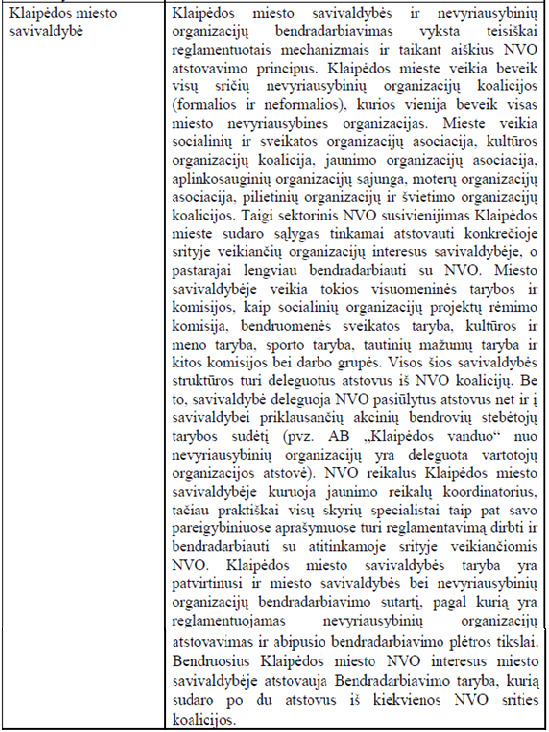 Klaipėdos miesto
savivaldybė
Klaipėdos miesto savivaldybės ir nevyriausybinių
organizacijų bendradarbiavimas vyksta teisiškai
reglamentuotais mechanizmais ir taikant aiškius NVO
atstovavimo principus. Klaipėdos mieste veikia beveik
visų sričių nevyriausybinių organizacijų koalicijos
(formalios ir neformalios), kurios vienija beveik visas
miesto nevyriausybines organizacijas. Mieste veikia
socialinių ir sveikatos organizacijų asociacija, kultūros
organizacijų koalicija, jaunimo organizacijų asociacija,
aplinkosauginių organizacijų sąjunga, moterų organizacijų
asociacija, pilietinių organizacijų ir švietimo organizacijų
koalicijos. Taigi sektorinis NVO susivienijimas Klaipėdos
mieste sudaro sąlygas tinkamai atstovauti konkrečioje
srityje veikiančių organizacijų interesus savivaldybėje, o
pastarajai lengviau bendradarbiauti su NVO. Miesto
savivaldybėje veikia tokios visuomeninės tarybos ir
komisijos, kaip socialinių organizacijų projektų rėmimo
komisija, bendruomenės sveikatos taryba, kultūros ir
meno taryba, sporto taryba, tautinių mažumų taryba ir
kitos komisijos bei darbo grupės. Visos šios savivaldybės
struktūros turi deleguotus atstovus iš NVO koalicijų. Be
to, savivaldybė deleguoja NVO pasiūlytus atstovus net ir į
savivaldybei priklausančių akcinių bendrovių stebėtojų
tarybos sudėtį (pvz. AB „Klaipėdos vanduo“ nuo
nevyriausybinių organizacijų yra deleguota vartotojų
organizacijos atstovė). NVO reikalus Klaipėdos miesto
savivaldybėje kuruoja jaunimo reikalų koordinatorius,
tačiau praktiškai visų skyrių specialistai taip pat savo
pareigybiniuose aprašymuose turi reglamentavimą dirbti ir
bendradarbiauti su atitinkamoje srityje veikiančiomis
NVO. Klaipėdos miesto savivaldybės taryba yra
patvirtinusi ir miesto savivaldybės bei nevyriausybinių
organizacijų bendradarbiavimo sutartį, pagal kurią yra
reglamentuojamas nevyriausybinių organizacijų
atstovavimas ir abipusio bendradarbiavimo plėtros tikslai.
Bendruosius Klaipėdos miesto NVO interesus miesto
savivaldybėje atstovauja Bendradarbiavimo taryba, kurią
sudaro po du atstovus iš kiekvienos NVO srities
koalicijos.